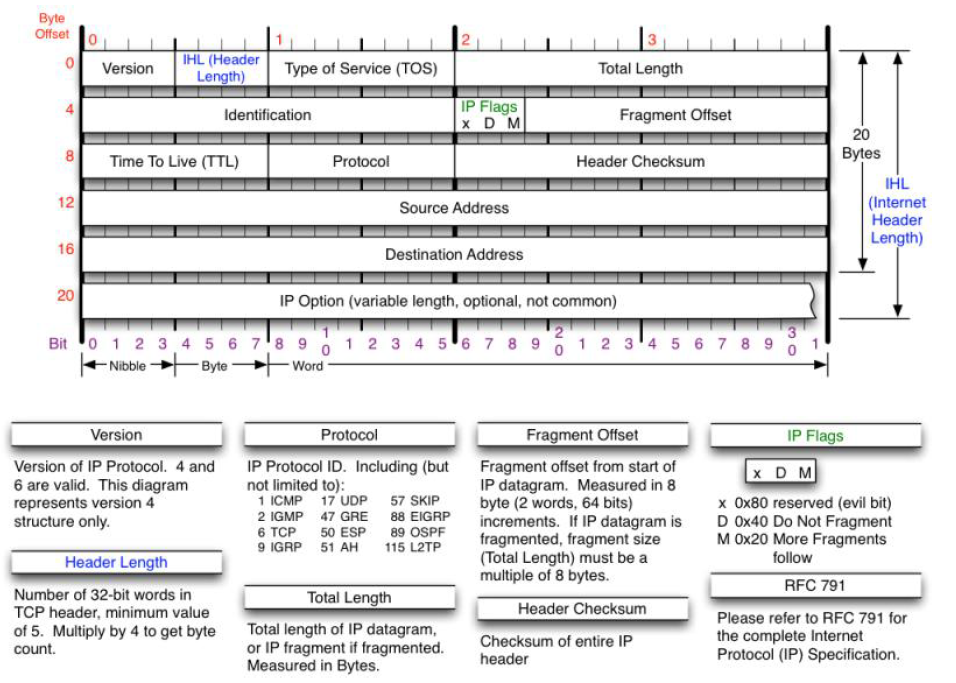 Byte
Offset
0 1 2 3
0 Version IHL (Header Length) Type of Service (TOS) Total Length
4 Identification IP Flags x D M Fragment Offset
8 Time To Live (TTL) Protocol Header Checksum
12 Source Address
16 Destination Address
20 IP Option (variable length, optional, not common)
20
Bytes
IHL
(Internet
Header
Length)
Bit 0 1 2 3 4 5 6 7 8 9 10 1 2 3 4 5 6 7 8 9 20 1 2 3 4 5 6 7 8 9 30 1
Nibble Byte Word
Version
Version of IP Protocol. 4 and
6 are valid. This diagram
represents version 4
structure only.
Header Length
Number of 32-bit words in
TCP header, minimum value
of 5. Multiply by 4 to get byte
count.
Protocol
IP Protocol ID. Including (but
not limited to):
1 ICMP 17 UDP 57 SKIP
2 IGMP 47 GRE 88 EIGRP
6 TCP 50 ESP 89 OSPF
9 IGRP 51 AH 115 L2TP
Total Length
Total length of IP datagram,
or IP fragment if fragmented.
Measured in Bytes.
Fragment Offset
Fragment offset from start of
IP datagram. Measured in 8
byte (2 words, 64 bits)
increments. If IP datagram is
fragmented, fragment size
(Total Length) must be a
multiple of 8 bytes.
Header Checksum
Checksum of entire IP
header
IP Flags
x D M
x 0x80 reserved (evil bit)
D 0x40 Do Not Fragment
M 0x20 More Fragments
follow
RFC 791
Please refer to RFC 791 for
the complete Internet
Protocol (IP) Specification.